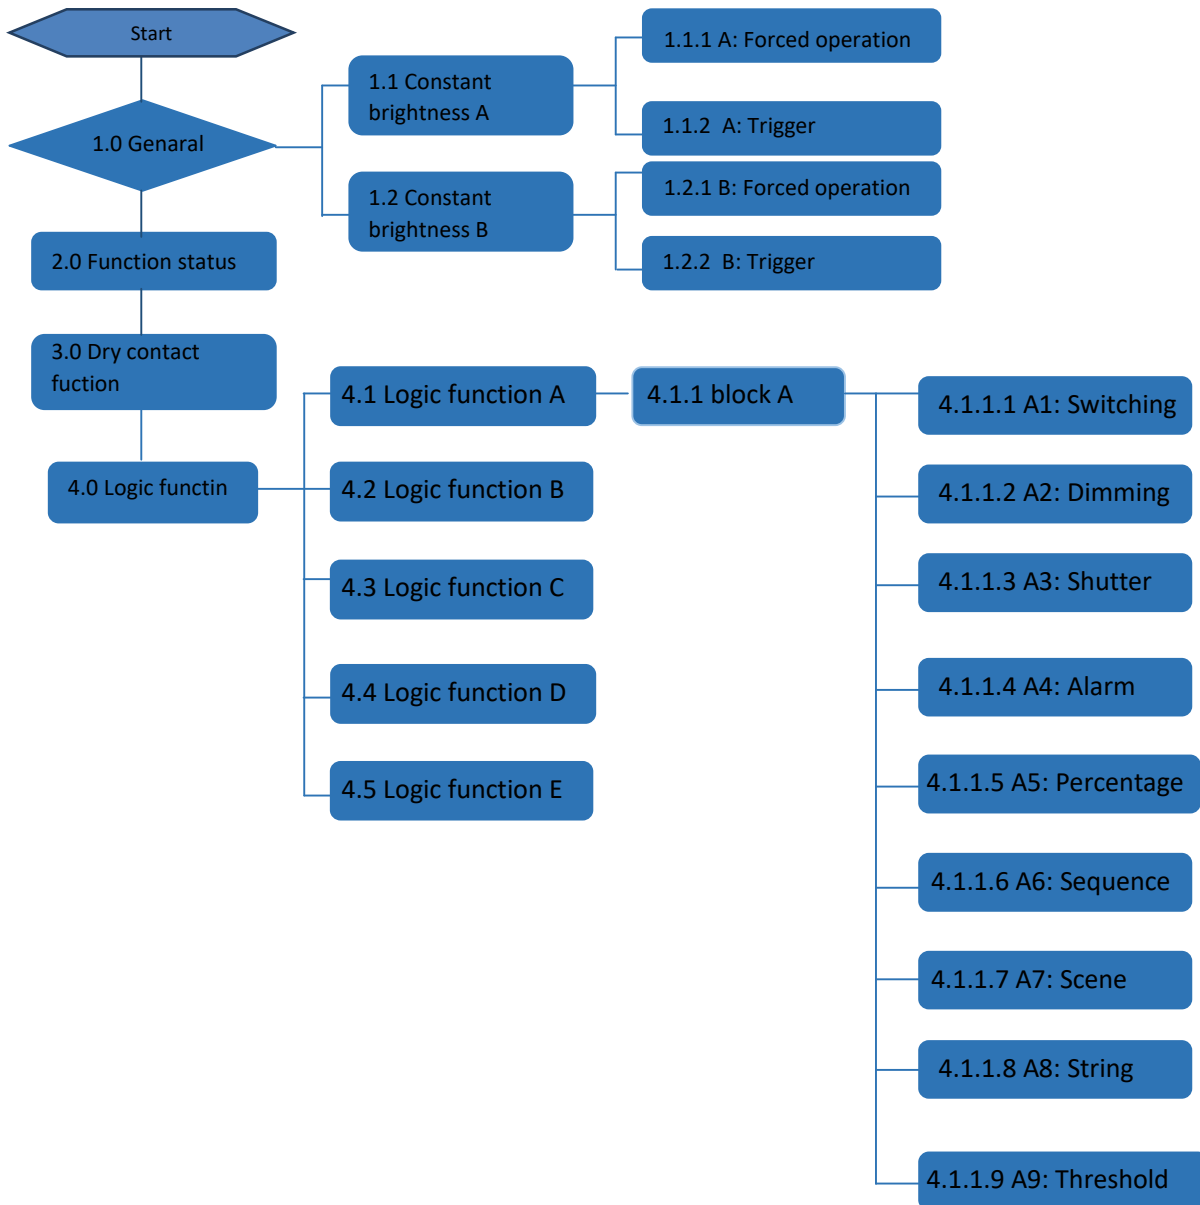 Start
1.0 Genaral
1.1 Constant
brightness A
1.1.1 A: Forced operation
1.1.2 A: Trigger
1.2 Constant
brightness B
1.2.1 B: Forced operation
1.2.2 B: Trigger
2.0 Function status
3.0 Dry contact
fuction
4.0 Logic functin
4.1 Logic function A
4.2 Logic function B
4.3 Logic function C
4.4 Logic function D
4.5 Logic function E
4.1.1 block A
4.1.1.1 A1: Switching
4.1.1.2 A2: Dimming
4.1.1.3 A3: Shutter
4.1.1.4 A4: Alarm
4.1.1.5 A5: Percentage
4.1.1.6 A6: Sequence
4.1.1.7 A7: Scene
4.1.1.8 A8: String
4.1.1.9 A9: Threshold